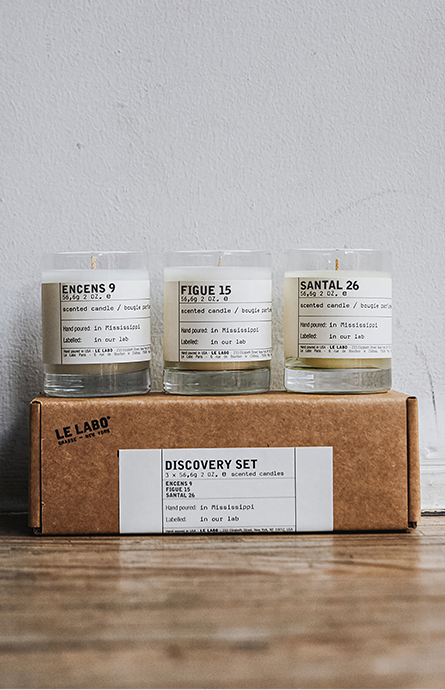 ENCENS 9
56,6g 2 OZ. ℮
scented candle / bougie parfum
Hand poured: in Mississippi
Labelled: in our lab
FIGUE 15
56,6g 2 OZ. ℮
scented candle / bougie parfum
Hand poured: in Mississippi
Labelled: in our lab
SANTAL 26
56,6g 2 OZ. ℮
scented candle / bougie parfum
Hand poured: in Mississippi
Labelled: in our lab
LE LABO
GRASSE — NEW YORK
DISCOVERY SET
3 × 56,6g 2 OZ. ℮ scented candles
ENCENS 9
FIGUE 15
SANTAL 26
Hand poured: in Mississippi
Labelled: in our lab